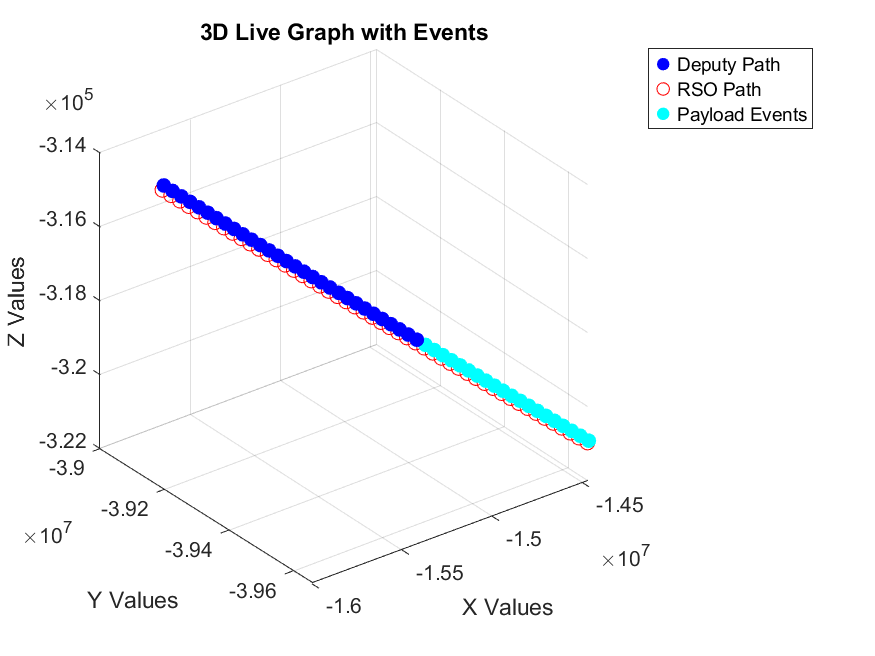 3D Live Graph with Events
Deputy Path
RSO Path
Payload Events
×10^5
-3.14
-3.16
-3.18
-3.2
-3.22
Z Values
-3.9
-3.92
-3.94
-3.96
×10^7
Y Values
-1.6
-1.55
-1.5
-1.45
×10^7
X Values